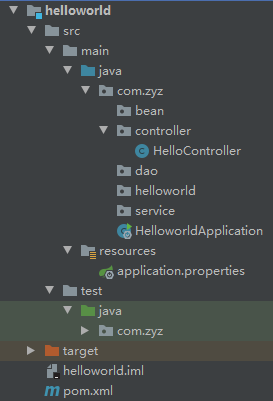 helloworld
src
main
java
com.zyz
bean
controller
HelloController
dao
helloworld
service
HelloworldApplication
resources
application.properties
test
java
com.zyz
target
helloworld.iml
pom.xml